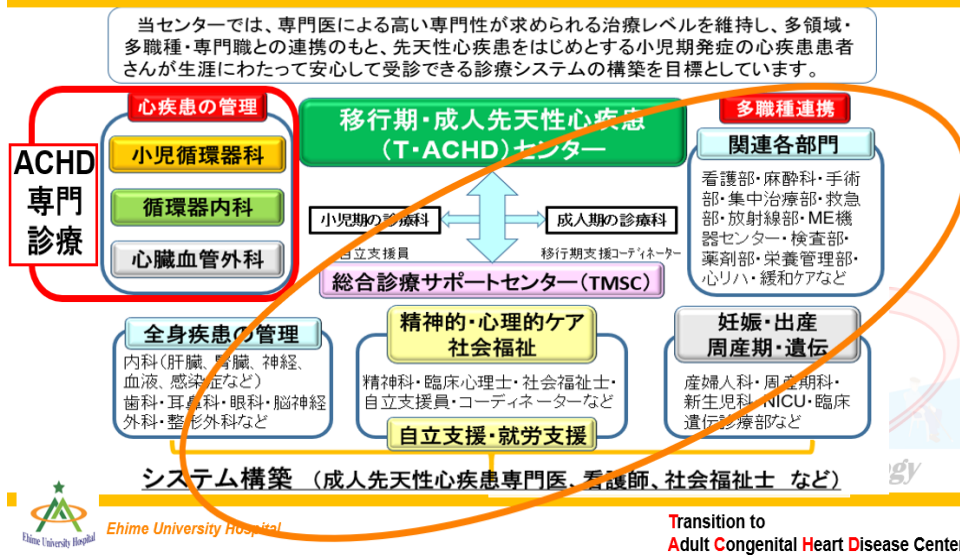 当センターでは、専門医による高い専門性が求められる治療レベルを維持し、多領域・
多職種・専門職との連携のもと、先天性心疾患をはじめとする小児期発症の心疾患患者
さんが生涯にわたって安心して受診できる診療システムの構築を目標としています。
心疾患の管理
ACHD
専門
診療
小児循環器科
循環器内科
心臓血管外科
移行期・成人先天性心疾患
（T・ACHD）センター
小児期の診療科
成人期の診療科
自立支援員
移行期支援コーディネーター
総合診療サポートセンター（TMSC）
多職種連携
関連各部門
看護部・麻酔科・手術
部・集中治療部・救急
部・放射線部・ME機
器センター・検査部・
薬剤部・栄養管理部・
心リハ・緩和ケアなど
全身疾患の管理
内科（肝臓、腎臓、神経、
血液、感染症など）
歯科・耳鼻科・眼科・脳神経
外科・整形外科など
精神的・心理的ケア
社会福祉
精神科・臨床心理士・社会福祉士・
自立支援員・コーディネーターなど
自立支援・就労支援
妊娠・出産
周産期・遺伝
産婦人科・周産期科・
新生児科・NICU・臨床
遺伝診療部など
システム構築 （成人先天性心疾患専門医、看護師、社会福祉士 など）
gy
Ehime University Hospital
Ehime University Hospital
Transition to
Adult Congenital Heart Disease Center